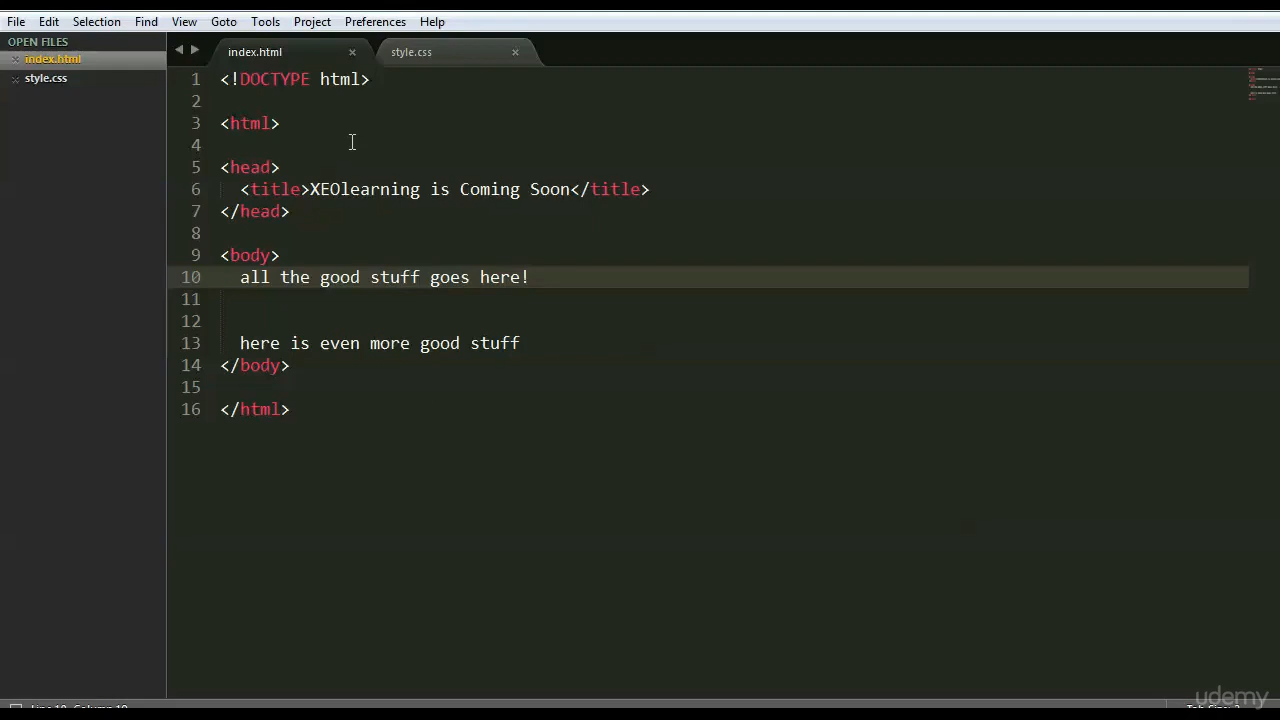 File Edit Selection Find View Goto Tools Project Preferences Help
OPEN FILES
index.html
style.css
index.html style.css
1 <!DOCTYPE html>
2
3 <html>
4
5 <head>
6 <title>XEOlearning is Coming Soon</title>
7 </head>
8
9 <body>
10 all the good stuff goes here!
11
12
13 here is even more good stuff
14 </body>
15
16 </html>
udemy